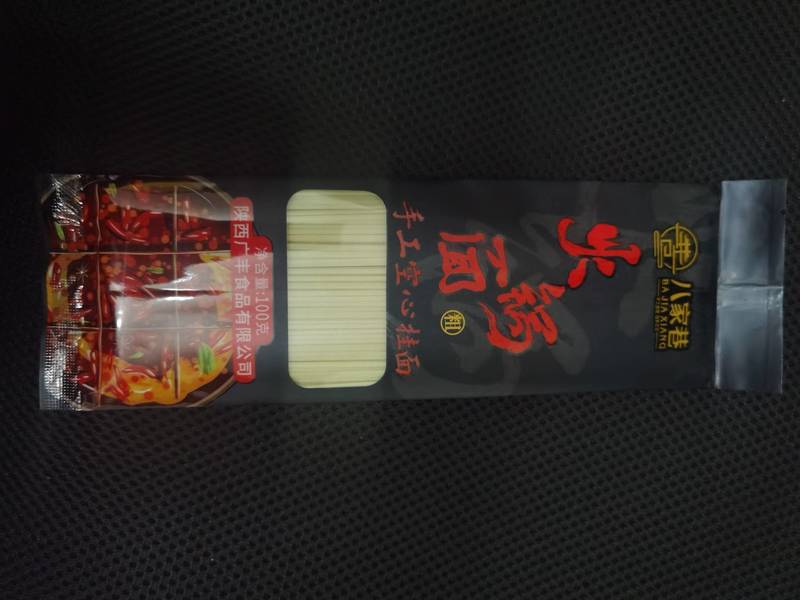 八家巷
BA JIA XIANG
火锅面
粗
手工空心挂面
净含量:100克
陕西广丰食品有限公司